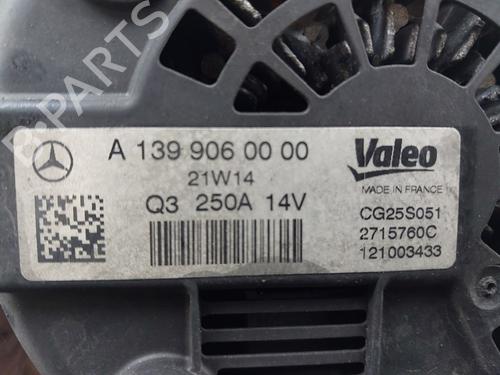 B-PARTS
A 139 906 00 00
21W14
Q3 250A 14V
Valeo
MADE IN FRANCE
CG25S051
2715760C
121003433